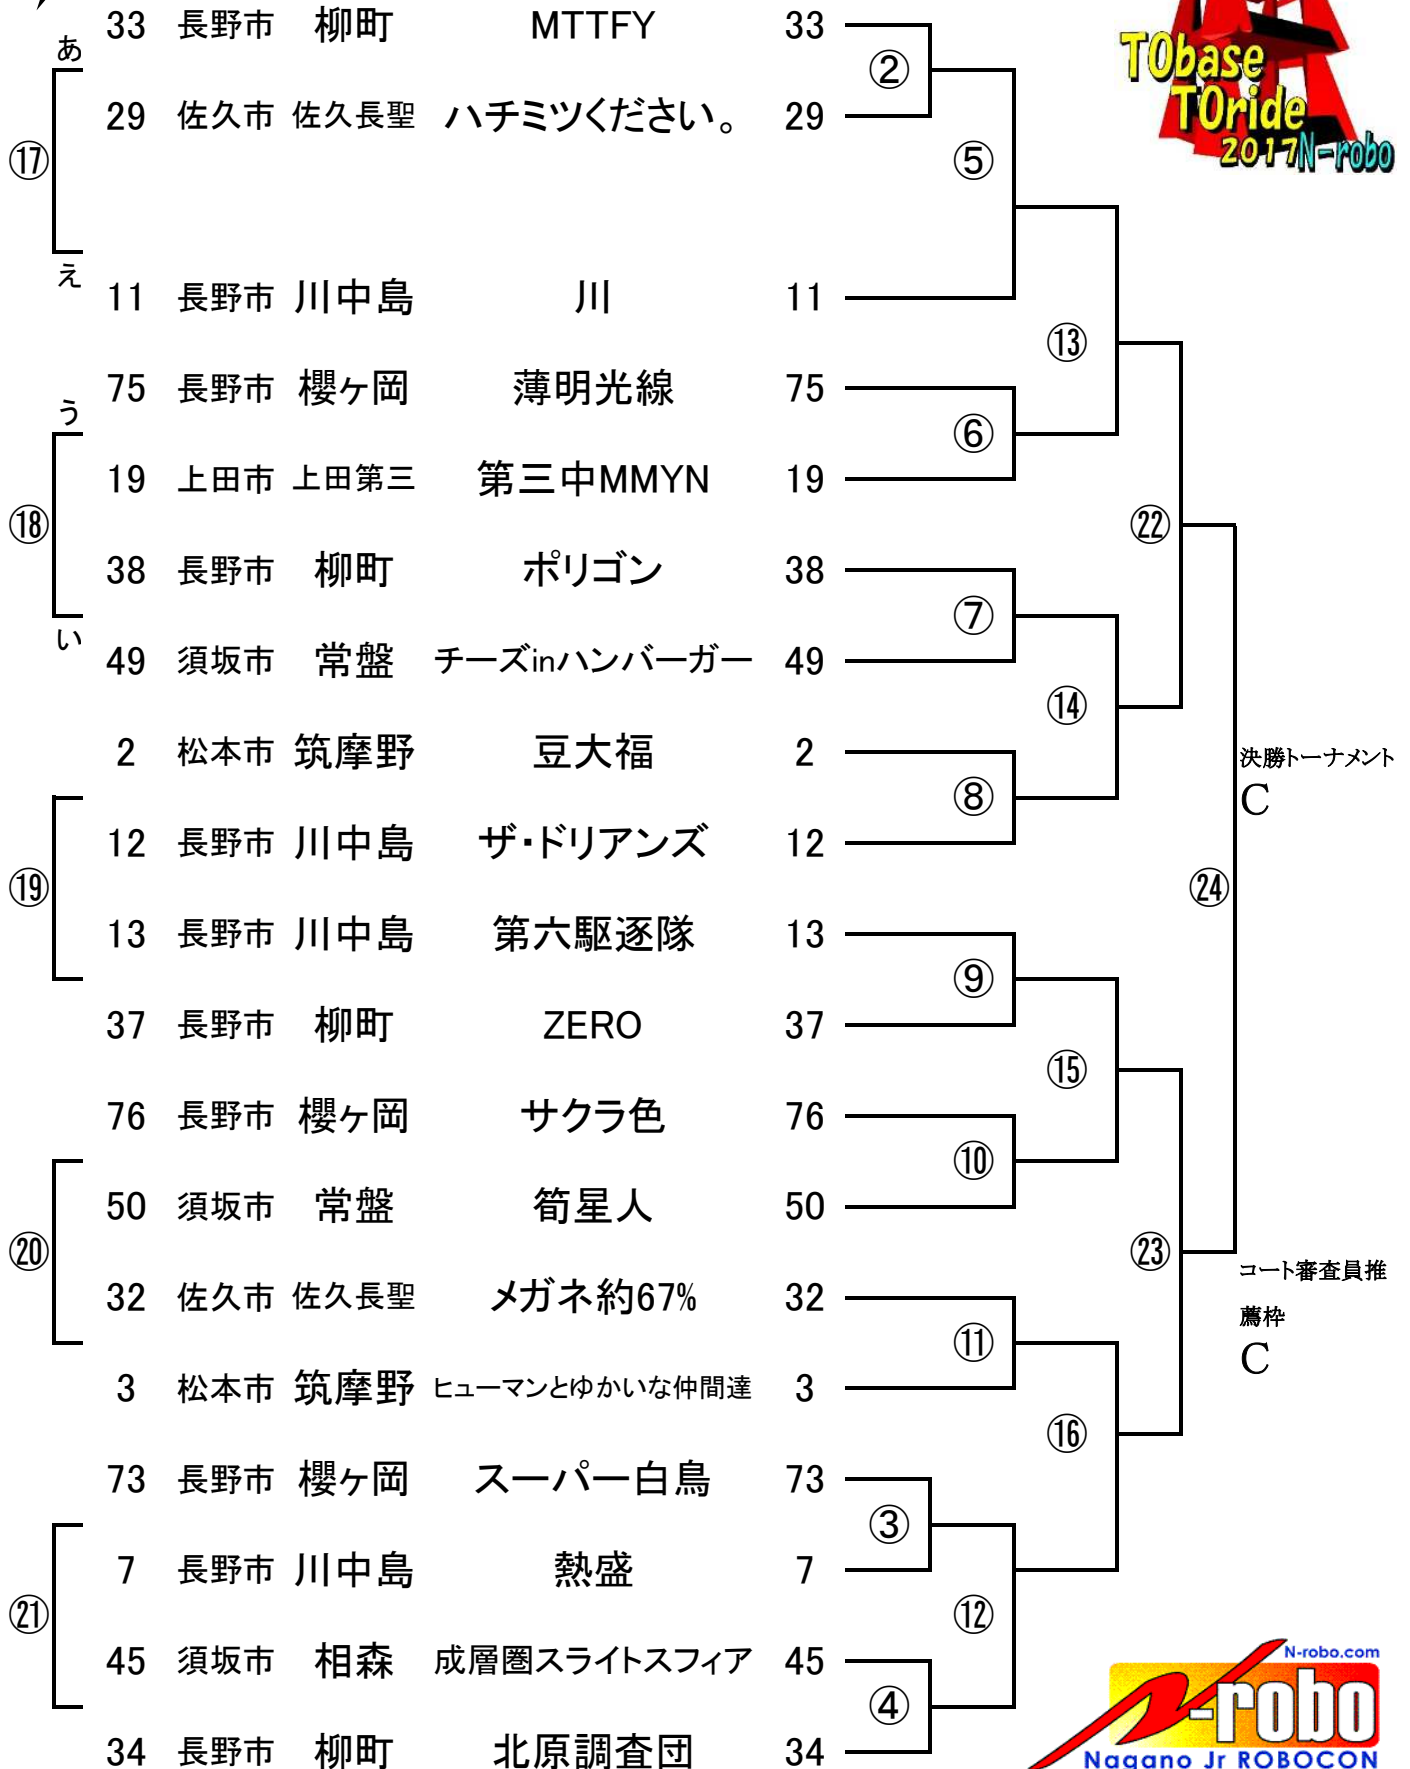 33 長野市 柳町 MTTFY 33
あ
②
TObase
TOride
2017N-robo
29 佐久市 佐久長聖 ハチミツください。 29
⑰
⑤
え
11 長野市 川中島 川 11
⑬
75 長野市 櫻ヶ岡 薄明光線 75
う
⑥
19 上田市 上田第三 第三中MMYN 19
⑱
㉒
38 長野市 柳町 ポリゴン 38
⑦
い
49 須坂市 常盤 チーズinハンバーガー 49
⑭
2 松本市 筑摩野 豆大福 2
決勝トーナメント
C
⑧
12 長野市 川中島 ザ・ドリアンズ 12
⑲
㉔
13 長野市 川中島 第六駆逐隊 13
⑨
37 長野市 柳町 ZERO 37
⑮
76 長野市 櫻ヶ岡 サクラ色 76
⑩
50 須坂市 常盤 筍星人 50
⑳
㉓
コート審査員推
薦枠
C
32 佐久市 佐久長聖 メガネ約67% 32
⑪
3 松本市 筑摩野 ヒューマンとゆかいな仲間達 3
⑯
73 長野市 櫻ヶ岡 スーパー白鳥 73
③
7 長野市 川中島 熱盛 7
㉑
⑫
45 須坂市 相森 成層圏スライトスフィア 45
④
34 長野市 柳町 北原調査団 34
N-robo.com
N-robo
Nagano Jr ROBOCON